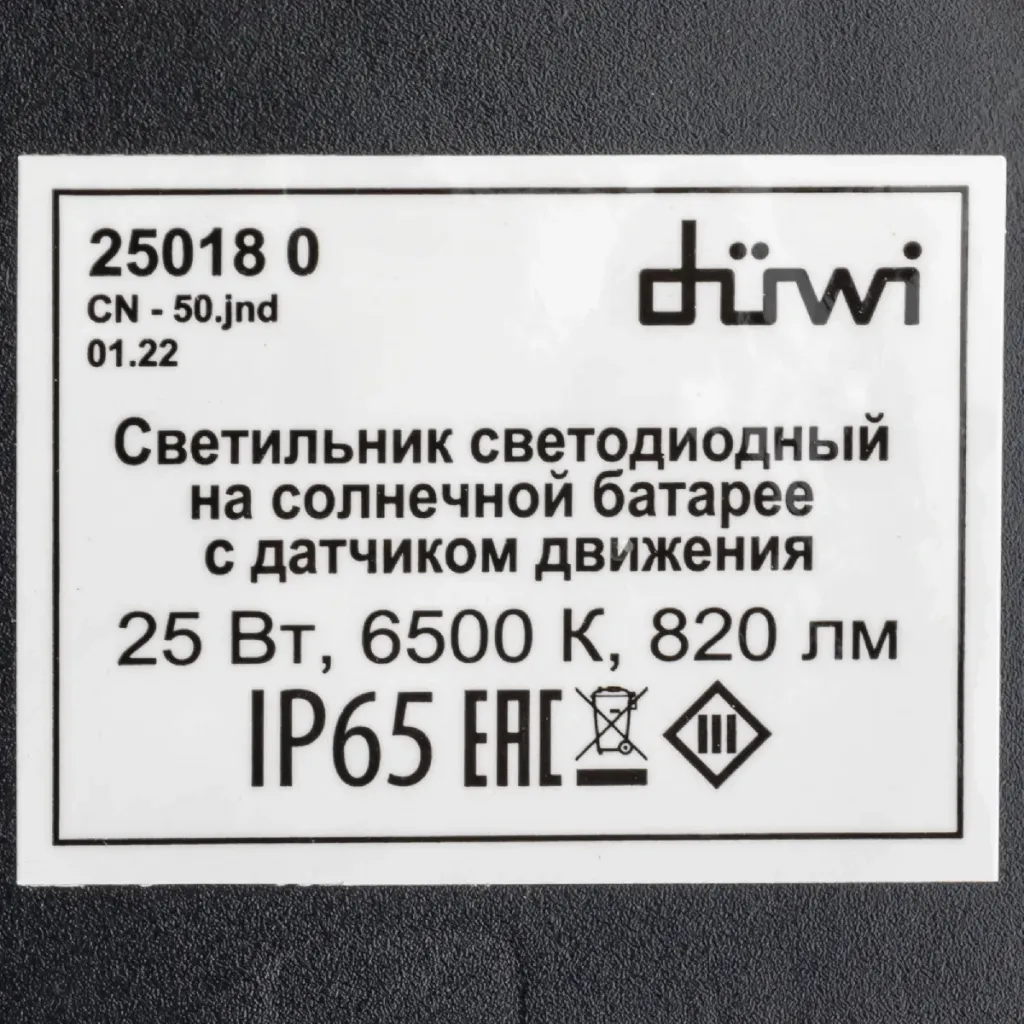 25018 0
düwi
CN - 50.jnd
01.22
Светильник светодиодный
на солнечной батарее
с датчиком движения
25 Вт, 6500 К, 820 лм
IP65 EAC III